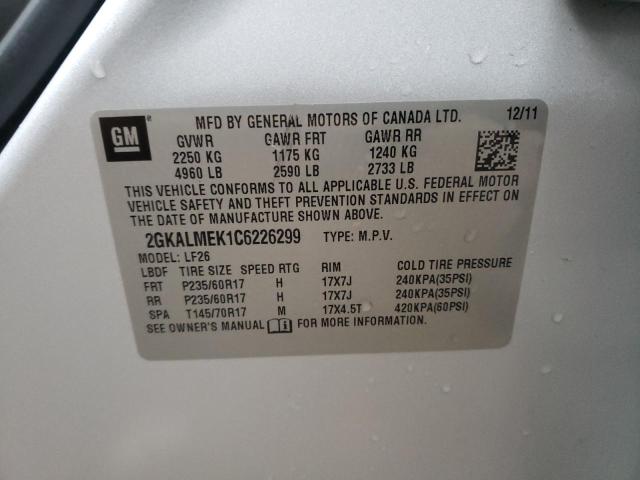 GM
MFD BY GENERAL MOTORS OF CANADA LTD. 12/11
GVWR GAWR FRT GAWR RR
2250 KG 1175 KG 1240 KG
4960 LB 2590 LB 2733 LB
THIS VEHICLE CONFORMS TO ALL APPLICABLE U.S. FEDERAL MOTOR
VEHICLE SAFETY AND THEFT PREVENTION STANDARDS IN EFFECT ON
THE DATE OF MANUFACTURE SHOWN ABOVE.
2GKALMEK1C6226299 TYPE: M.P.V.
MODEL: LF26
LBDF TIRE SIZE SPEED RTG RIM COLD TIRE PRESSURE
FRT P235/60R17 H 17X7J 240KPA(35PSI)
RR P235/60R17 H 17X7J 240KPA(35PSI)
SPA T145/70R17 M 17X4.5T 420KPA(60PSI)
SEE OWNER'S MANUAL FOR MORE INFORMATION.